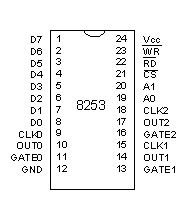 D7 1 24 Vcc
D6 2 23 WR
D5 3 22 RD
D4 4 21 CS
D3 5 20 A1
D2 6 19 A0
D1 7 8253 18 CLK2
D0 8 17 OUT2
CLK0 9 16 GATE2
OUT0 10 15 CLK1
GATE0 11 14 OUT1
GND 12 13 GATE1